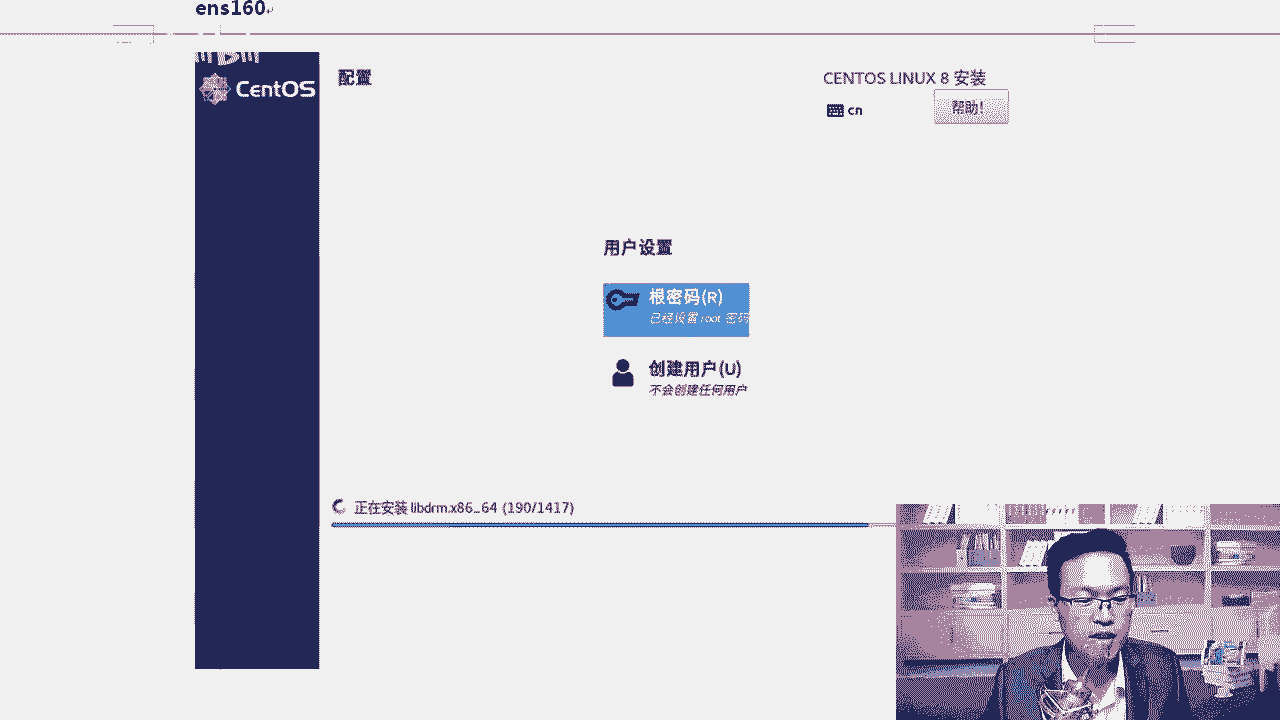 ens160
CentOS
配置
CENTOS LINUX 8 安装
cn
帮助!
用户设置
根密码(R)
已经设置 root 密码
创建用户(U)
不会创建任何用户
正在安装 libdrm.x86_64 (190/1417)